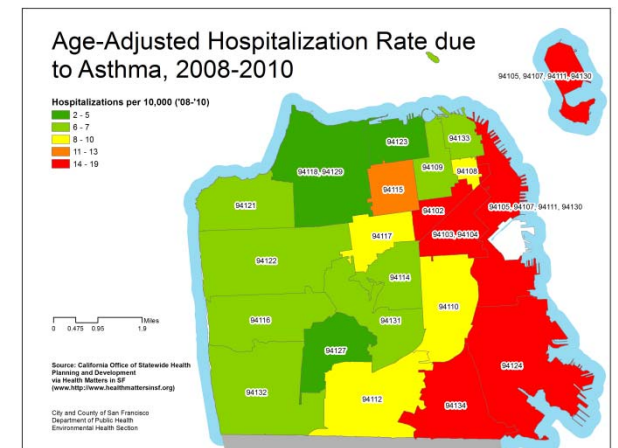 Age-Adjusted Hospitalization Rate due
to Asthma, 2008-2010
Hospitalizations per 10,000 ('08-'10)
2 - 5
6 - 7
8 - 10
11 - 13
14 - 19
94105, 94107, 94111, 94130
94123
94133
94109
94118, 94129
94108
94115
94121
94102
94105, 94107, 94111, 94130
94117
94103, 94104
94122
94114
94110
94116
94131
94127
94124
94132
94112
94134
Miles
0 0.475 0.95 1.9
Source: California Office of Statewide Health
Planning and Development
via Health Matters in SF
(www.http://www.healthmattersinsf.org)
City and County of San Francisco
Department of Public Health
Environmental Health Section